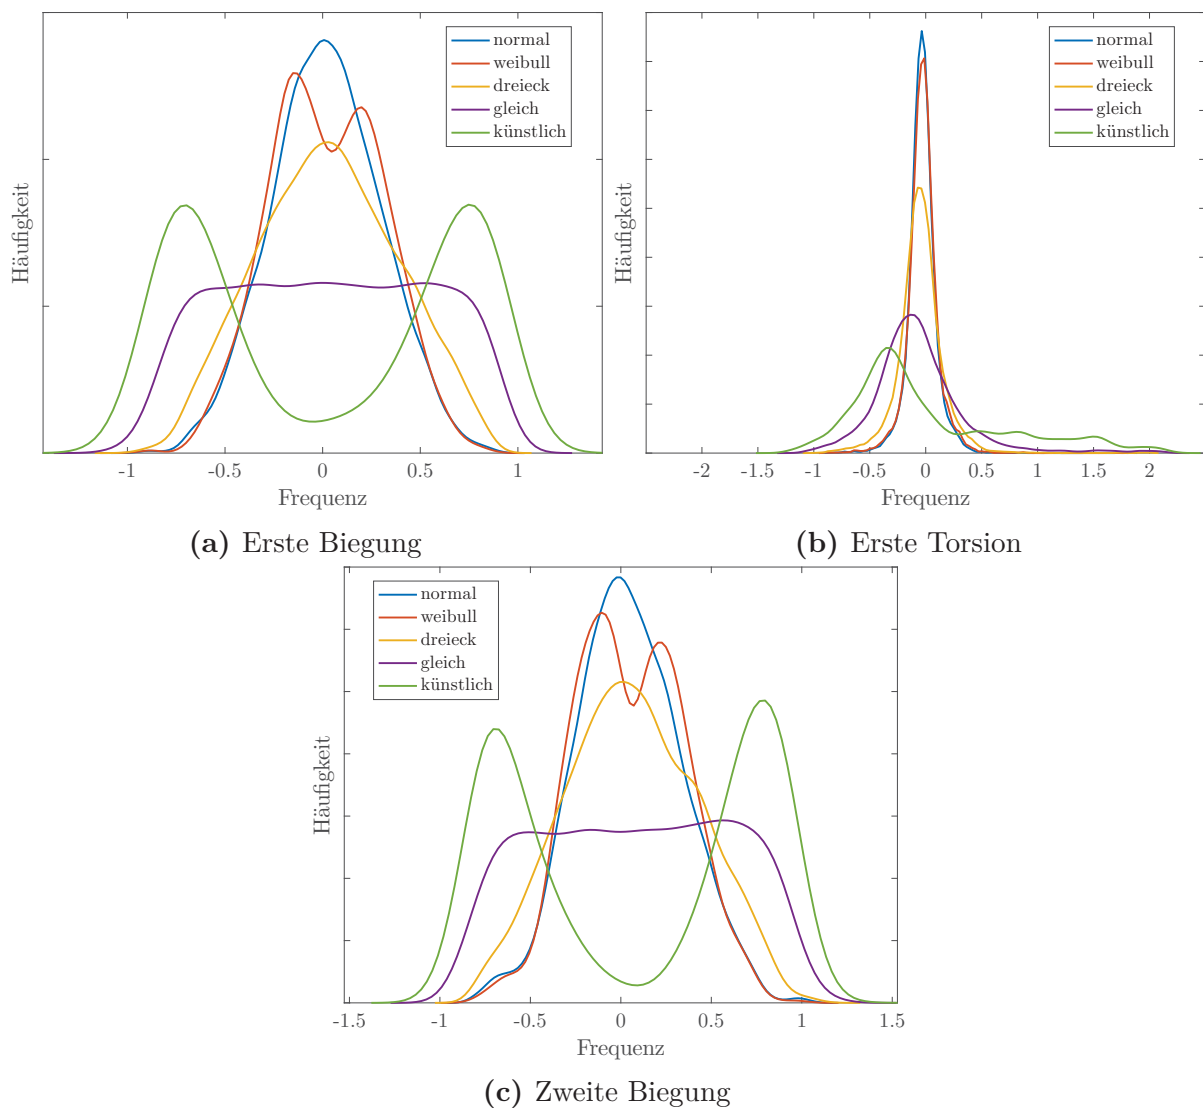 normal
weibull
dreieck
gleich
künstlich
Häufigkeit
-1 -0.5 0 0.5 1
Frequenz
(a) Erste Biegung
normal
weibull
dreieck
gleich
künstlich
Häufigkeit
-2 -1.5 -1 -0.5 0 0.5 1 1.5 2
Frequenz
(b) Erste Torsion
normal
weibull
dreieck
gleich
künstlich
Häufigkeit
-1.5 -1 -0.5 0 0.5 1 1.5
Frequenz
(c) Zweite Biegung